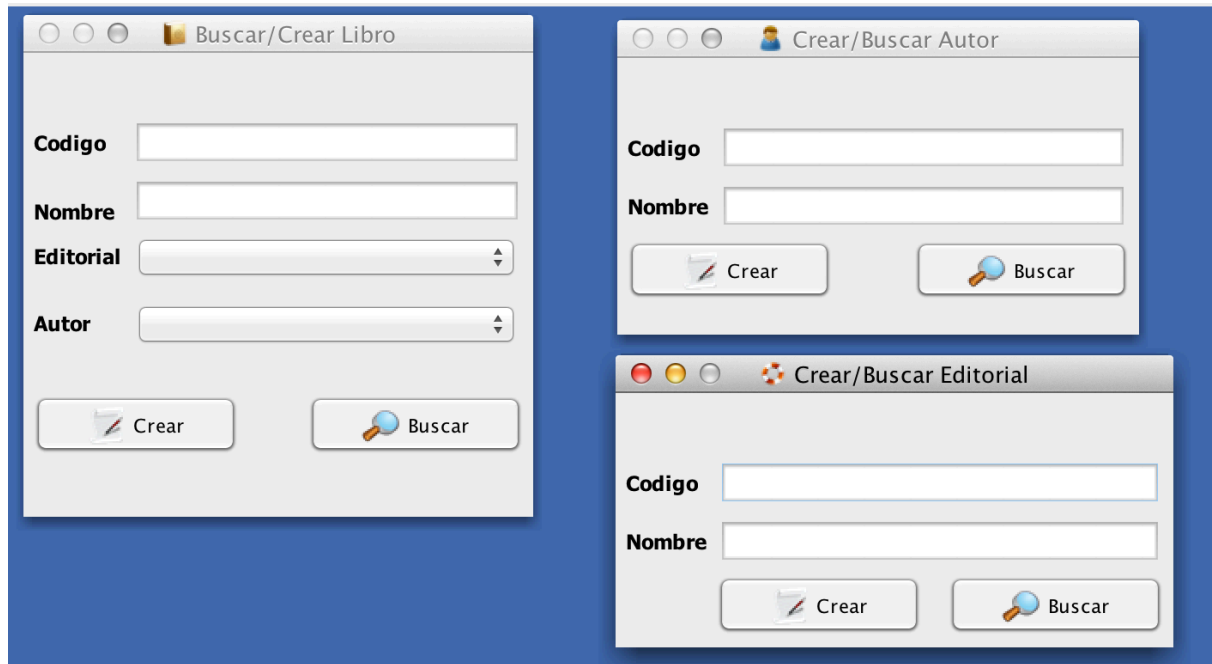 Buscar/Crear Libro
Codigo
Nombre
Editorial
Autor
Crear
Buscar
Crear/Buscar Autor
Codigo
Nombre
Crear
Buscar
Crear/Buscar Editorial
Codigo
Nombre
Crear
Buscar